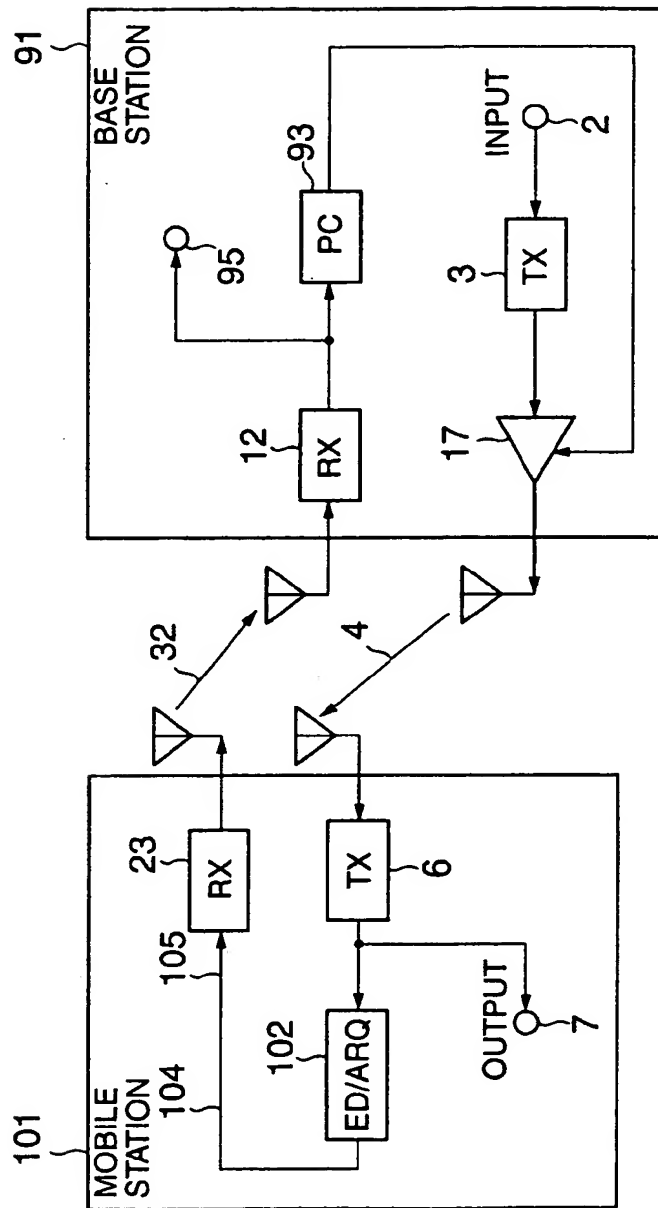 101
MOBILE
STATION
104
105
23
RX
102
ED/ARQ
TX
6
OUTPUT
7
32
4
91
BASE
STATION
95
93
PC
12
RX
INPUT
2
3
TX
17